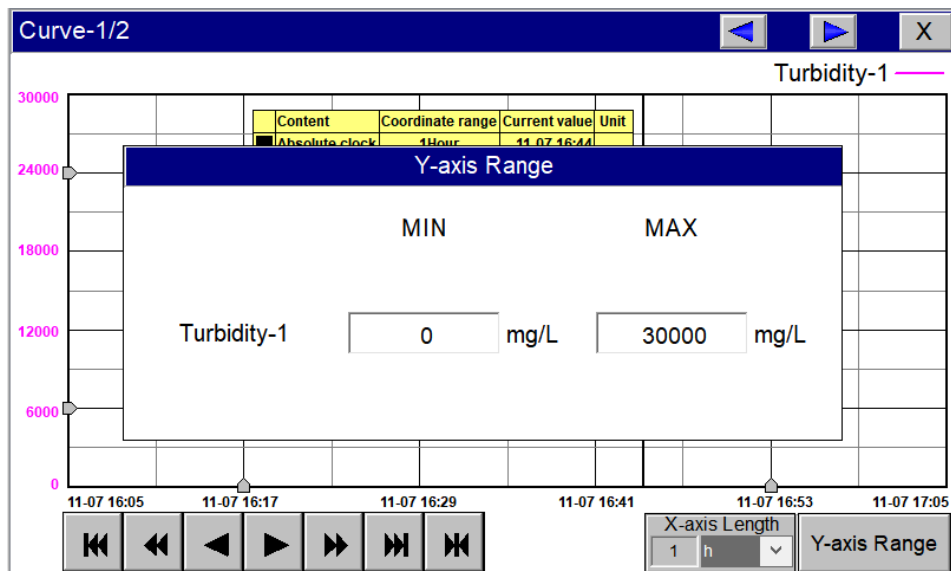 Curve-1/2 X
Turbidity-1
30000
Content Coordinate range Current value Unit
Absolute clock 1Hour 11-07 16:44
Y-axis Range
24000
MIN MAX
18000
Turbidity-1 0 mg/L 30000 mg/L
12000
6000
0
11-07 16:05 11-07 16:17 11-07 16:29 11-07 16:41 11-07 16:53 11-07 17:05
X-axis Length
1 h
Y-axis Range